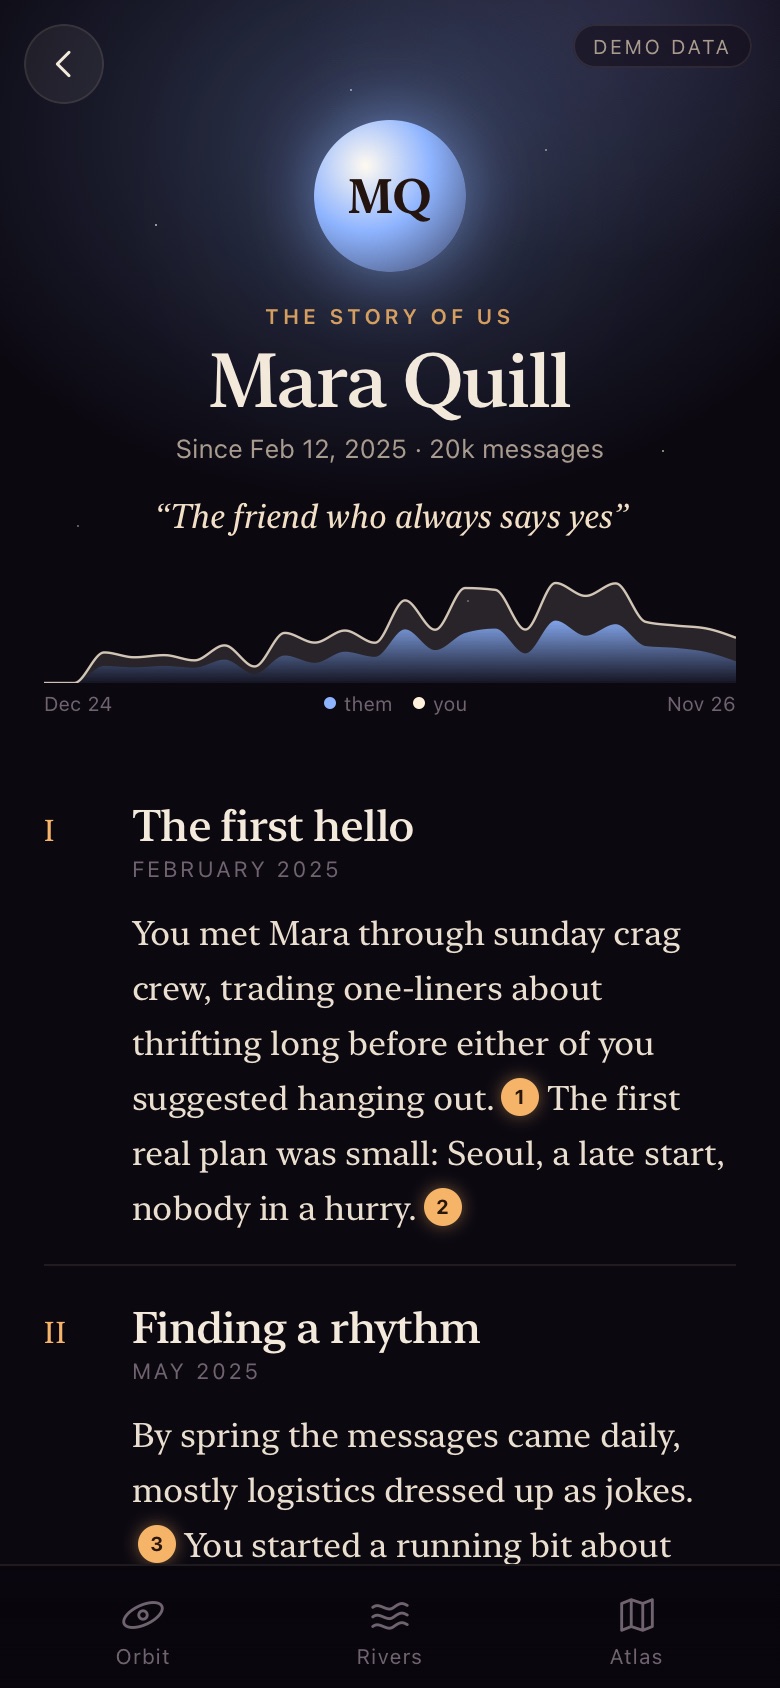 DEMO DATA
MQ
THE STORY OF US
Mara Quill
Since Feb 12, 2025 · 20k messages
“The friend who always says yes”
Dec 24
them
you
Nov 26
I
The first hello
FEBRUARY 2025
You met Mara through sunday crag
crew, trading one-liners about
thrifting long before either of you
suggested hanging out. 1 The first
real plan was small: Seoul, a late start,
nobody in a hurry. 2
II
Finding a rhythm
MAY 2025
By spring the messages came daily,
mostly logistics dressed up as jokes.
3 You started a running bit about
Orbit
Rivers
Atlas